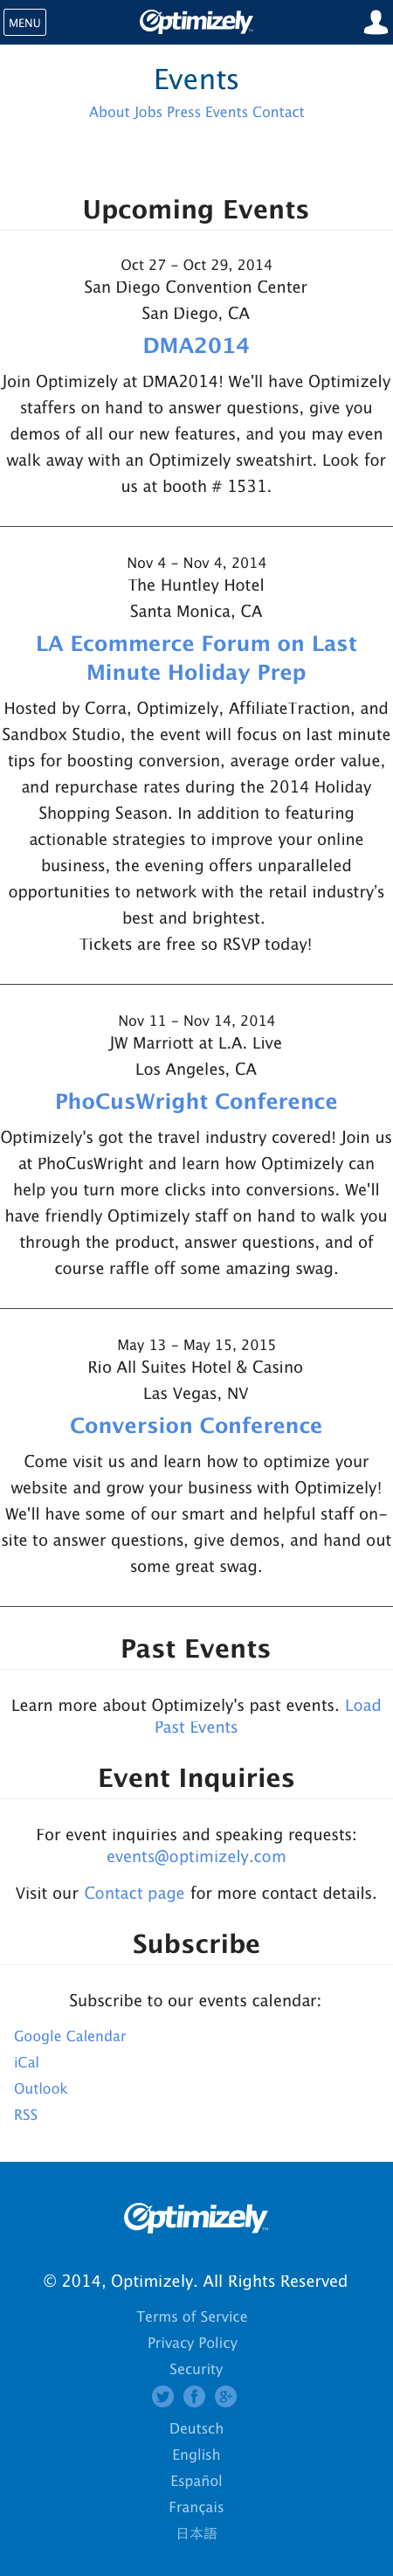 MENU
Optimizely
Events
About Jobs Press Events Contact
Upcoming Events
Oct 27 - Oct 29, 2014
San Diego Convention Center
San Diego, CA
DMA2014
Join Optimizely at DMA2014! We'll have Optimizely
staffers on hand to answer questions, give you
demos of all our new features, and you may even
walk away with an Optimizely sweatshirt. Look for
us at booth # 1531.
Nov 4 - Nov 4, 2014
The Huntley Hotel
Santa Monica, CA
LA Ecommerce Forum on Last
Minute Holiday Prep
Hosted by Corra, Optimizely, AffiliateTraction, and
Sandbox Studio, the event will focus on last minute
tips for boosting conversion, average order value,
and repurchase rates during the 2014 Holiday
Shopping Season. In addition to featuring
actionable strategies to improve your online
business, the evening offers unparalleled
opportunities to network with the retail industry's
best and brightest.
Tickets are free so RSVP today!
Nov 11 - Nov 14, 2014
JW Marriott at L.A. Live
Los Angeles, CA
PhoCusWright Conference
Optimizely's got the travel industry covered! Join us
at PhoCusWright and learn how Optimizely can
help you turn more clicks into conversions. We'll
have friendly Optimizely staff on hand to walk you
through the product, answer questions, and of
course raffle off some amazing swag.
May 13 - May 15, 2015
Rio All Suites Hotel & Casino
Las Vegas, NV
Conversion Conference
Come visit us and learn how to optimize your
website and grow your business with Optimizely!
We'll have some of our smart and helpful staff on-
site to answer questions, give demos, and hand out
some great swag.
Past Events
Learn more about Optimizely's past events. Load
Past Events
Event Inquiries
For event inquiries and speaking requests:
events@optimizely.com
Visit our Contact page for more contact details.
Subscribe
Subscribe to our events calendar:
Google Calendar
iCal
Outlook
RSS
Optimizely
© 2014, Optimizely. All Rights Reserved
Terms of Service
Privacy Policy
Security
Deutsch
English
Español
Français
日本語